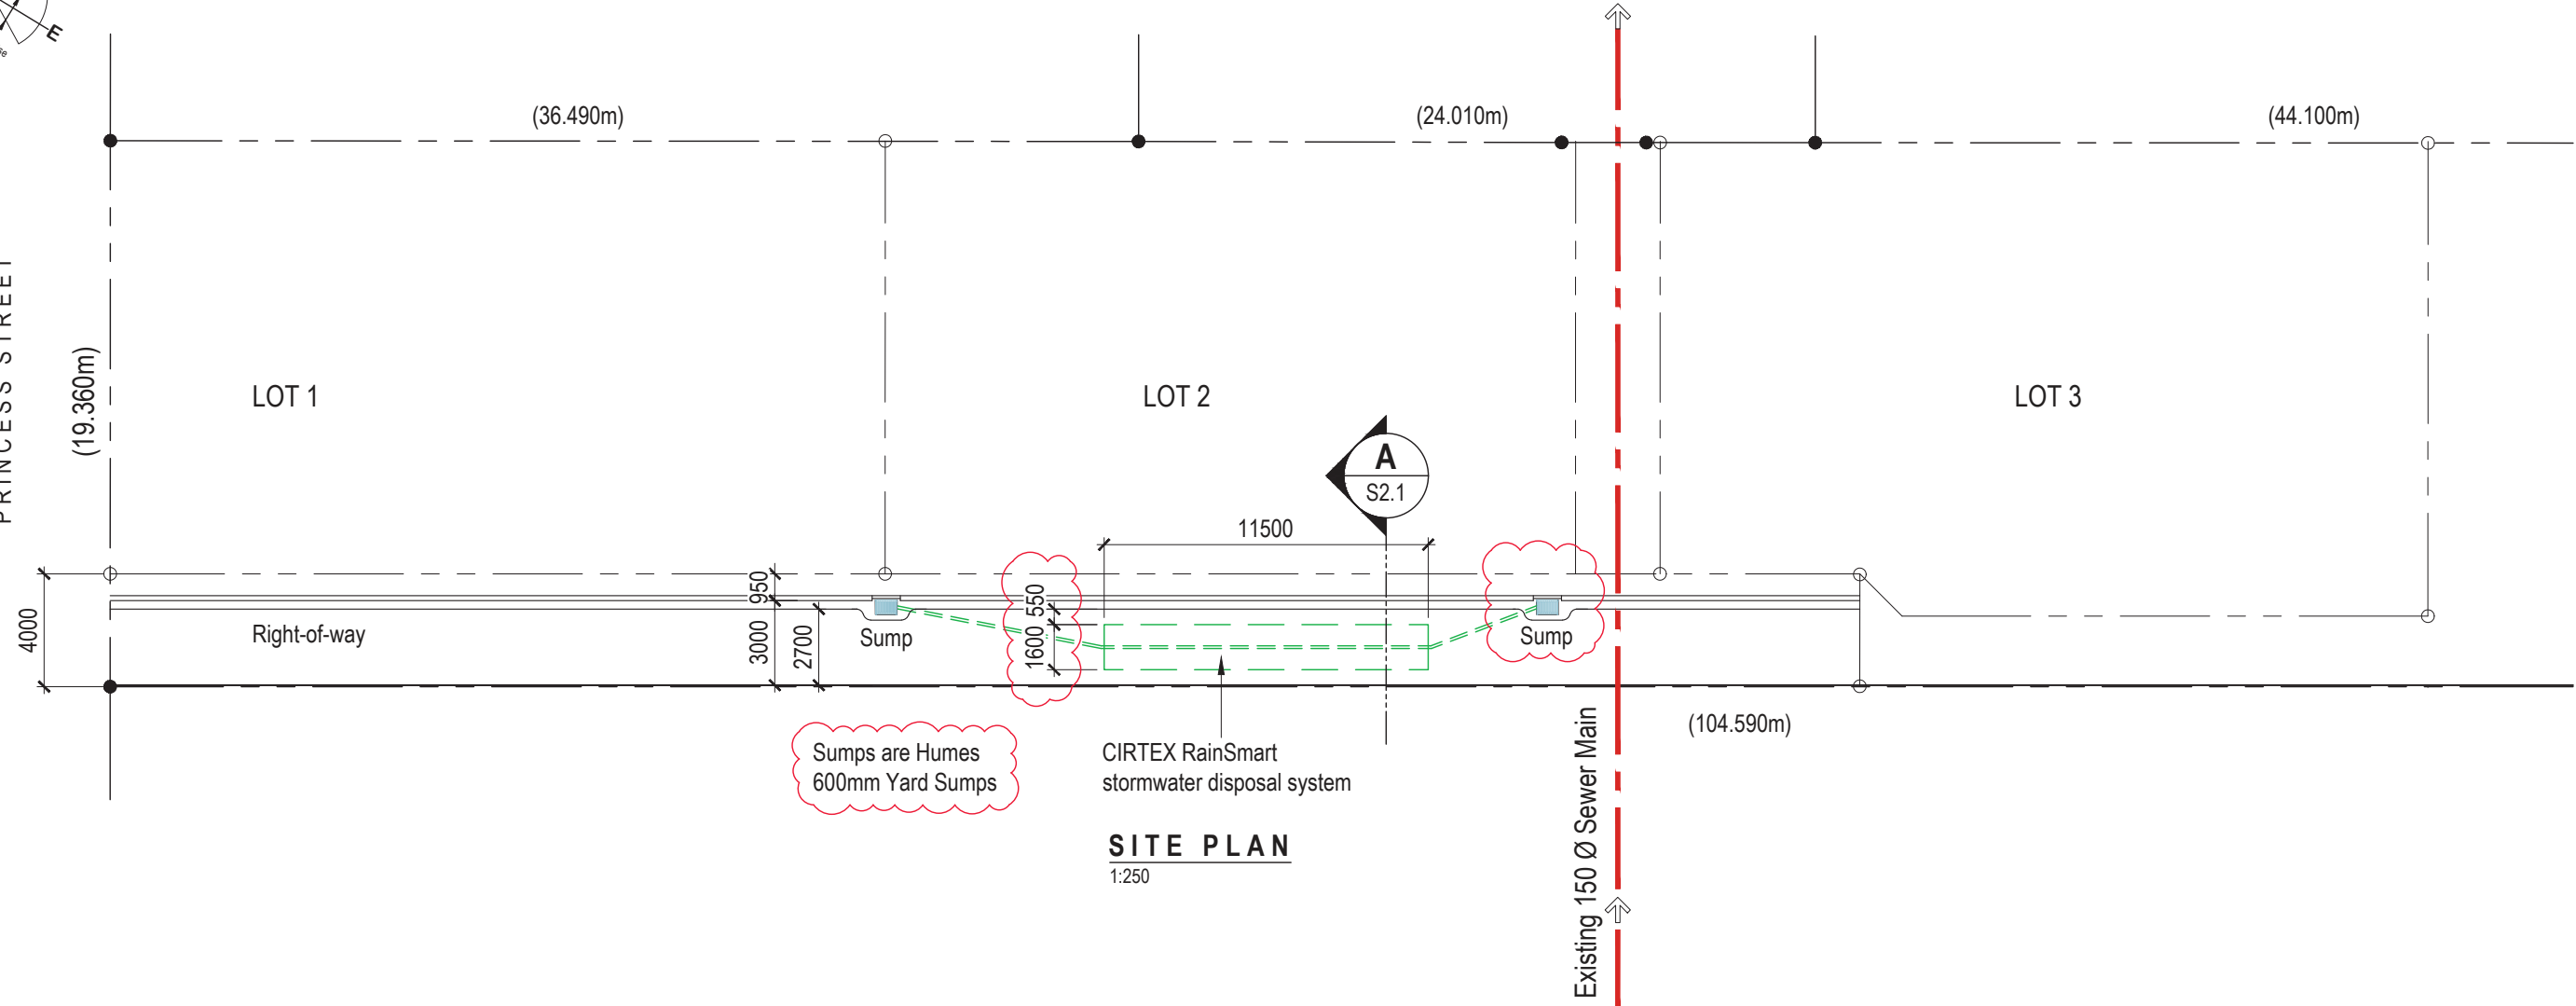 E
(36.490m)
(24.010m)
(44.100m)
PRINCESS STREET
(19.360m)
LOT 1
LOT 2
LOT 3
A
S2.1
11500
4000
950
3000
2700
550
1600
Right-of-way
Sump
Sump
Sumps are Humes
600mm Yard Sumps
CIRTEX RainSmart
stormwater disposal system
(104.590m)
Existing 150 Ø Sewer Main
SITE PLAN
1:250